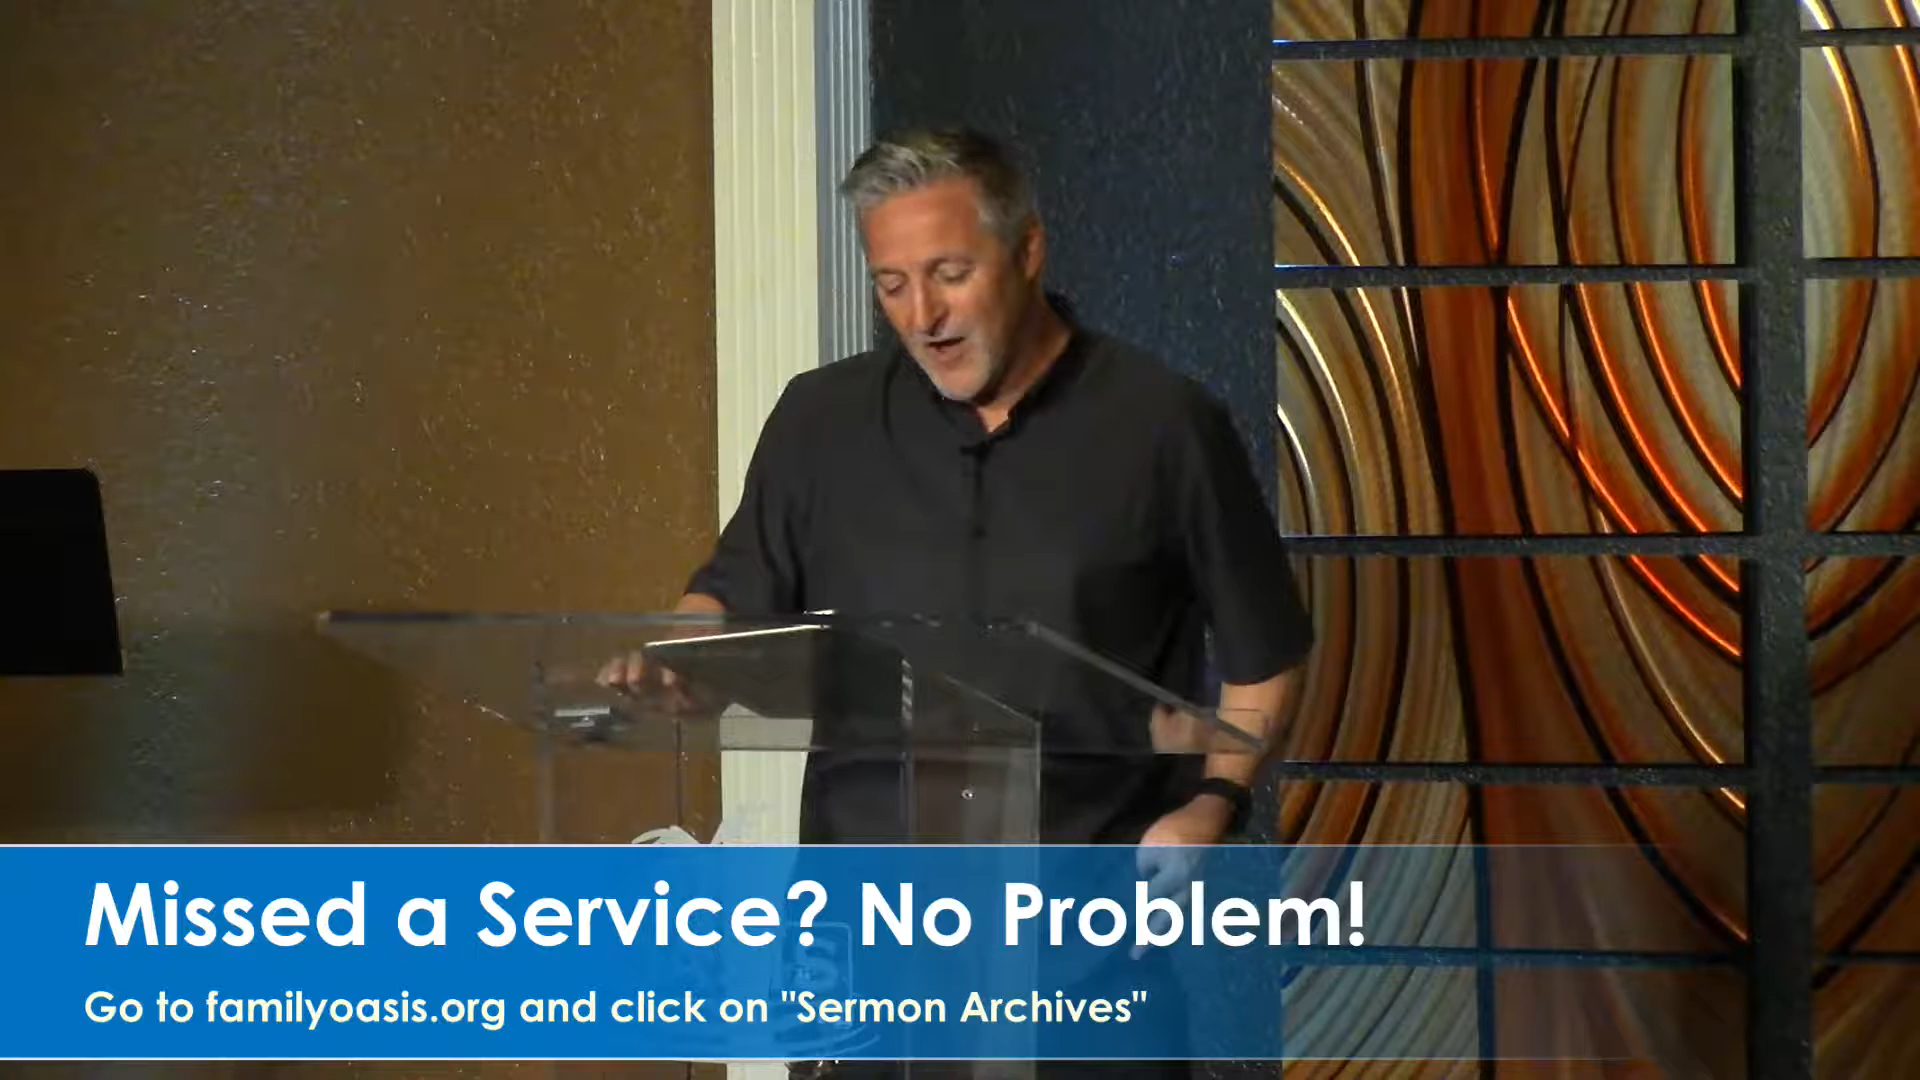 Missed a Service? No Problem!
Go to familyoasis.org and click on "Sermon Archives"